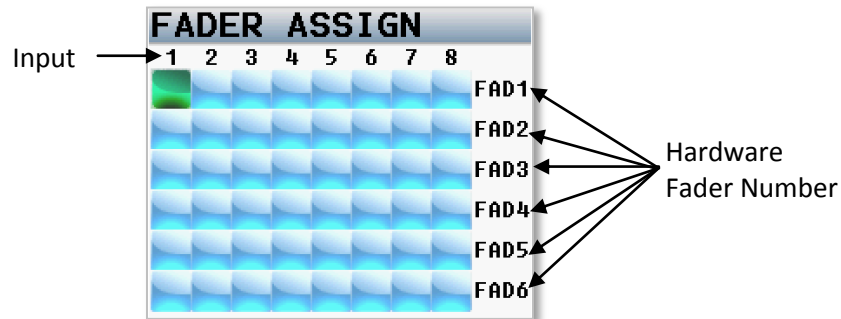 FADER ASSIGN
Input
1 2 3 4 5 6 7 8
FAD1
FAD2
FAD3
FAD4
FAD5
FAD6
Hardware
Fader Number